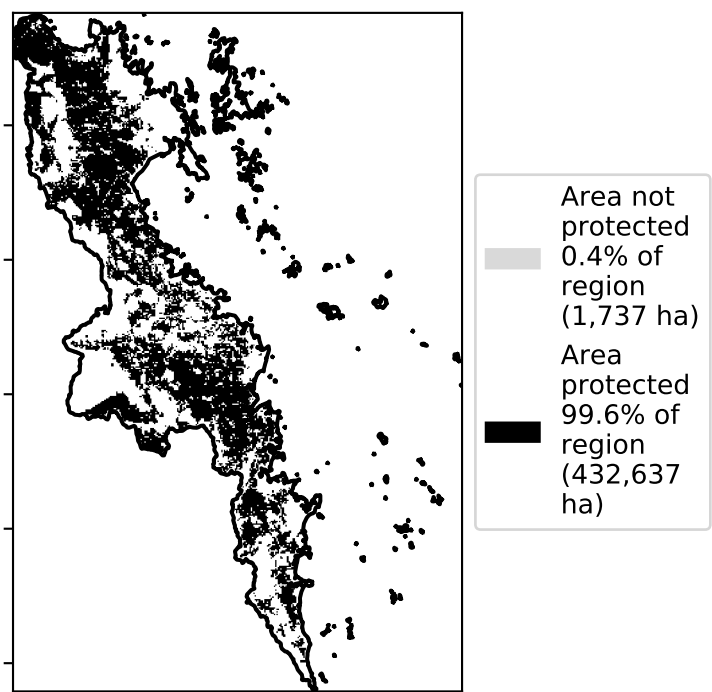 Area not
protected
0.4% of
region
(1,737 ha)
Area
protected
99.6% of
region
(432,637
ha)